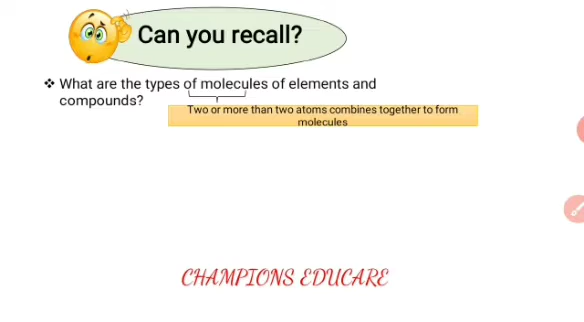 Can you recall?
❖ What are the types of molecules of elements and
compounds?
Two or more than two atoms combines together to form
molecules
CHAMPIONS EDUCARE